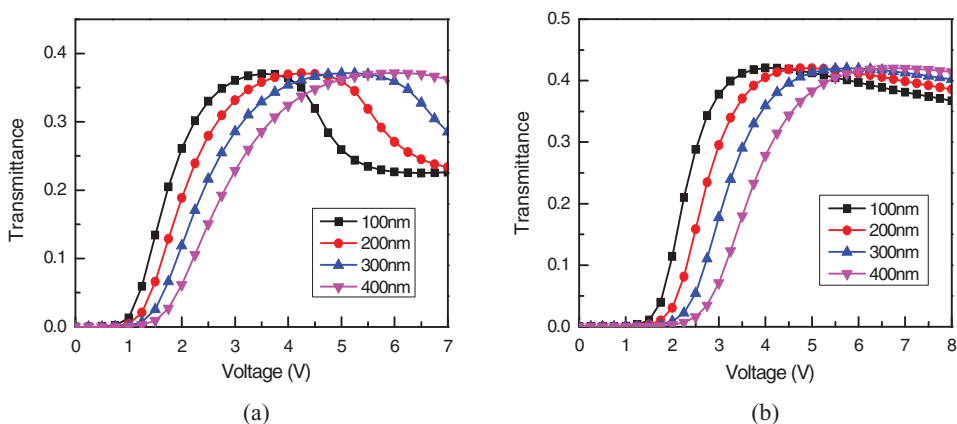 Transmittance
0.4
0.3
0.2
0.1
0.0
0 1 2 3 4 5 6 7
Voltage (V)
100nm
200nm
300nm
400nm
(a)
Transmittance
0.5
0.4
0.3
0.2
0.1
0.0
0 1 2 3 4 5 6 7 8
Voltage (V)
100nm
200nm
300nm
400nm
(b)